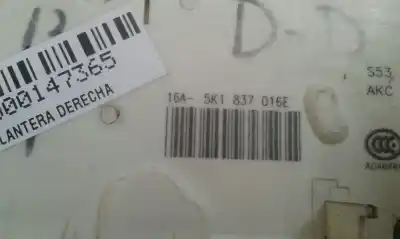 D-D
00147365
LANTERA DERECHA
16A- 5K1 837 016E
553
AKC